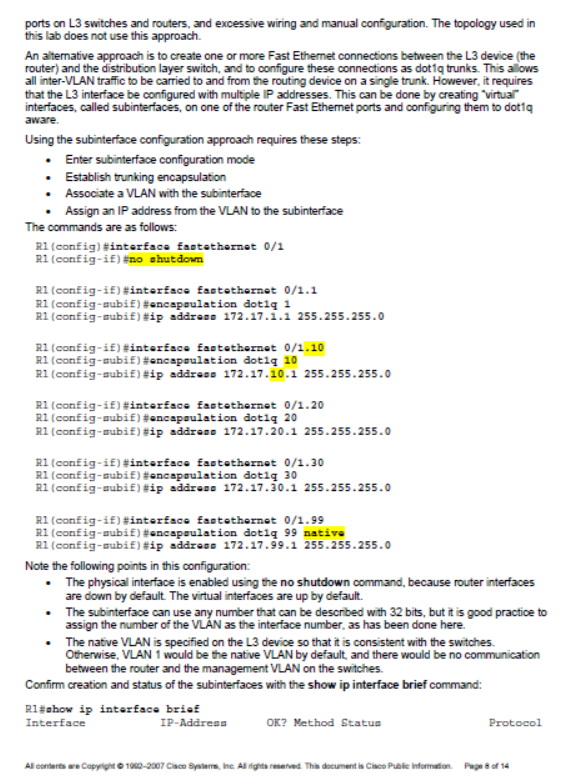 ports on L3 switches and routers, and excessive wiring and manual configuration. The topology used in
this lab does not use this approach.
An alternative approach is to create one or more Fast Ethernet connections between the L3 device (the
router) and the distribution layer switch, and to configure these connections as dot1q trunks. This allows
all inter-VLAN traffic to be carried to and from the routing device on a single trunk. However, it requires
that the L3 interface be configured with multiple IP addresses. This can be done by creating "virtual"
interfaces, called subinterfaces, on one of the router Fast Ethernet ports and configuring them to dot1q
aware.
Using the subinterface configuration approach requires these steps:
• Enter subinterface configuration mode
• Establish trunking encapsulation
• Associate a VLAN with the subinterface
• Assign an IP address from the VLAN to the subinterface
The commands are as follows:
R1(config)#interface fastethernet 0/1
R1(config-if)#no shutdown
R1(config-if)#interface fastethernet 0/1.1
R1(config-subif)#encapsulation dot1q 1
R1(config-subif)#ip address 172.17.1.1 255.255.255.0
R1(config-if)#interface fastethernet 0/1.10
R1(config-subif)#encapsulation dot1q 10
R1(config-subif)#ip address 172.17.10.1 255.255.255.0
R1(config-if)#interface fastethernet 0/1.20
R1(config-subif)#encapsulation dot1q 20
R1(config-subif)#ip address 172.17.20.1 255.255.255.0
R1(config-if)#interface fastethernet 0/1.30
R1(config-subif)#encapsulation dot1q 30
R1(config-subif)#ip address 172.17.30.1 255.255.255.0
R1(config-if)#interface fastethernet 0/1.99
R1(config-subif)#encapsulation dot1q 99 native
R1(config-subif)#ip address 172.17.99.1 255.255.255.0
Note the following points in this configuration:
• The physical interface is enabled using the no shutdown command, because router interfaces
are down by default. The virtual interfaces are up by default.
• The subinterface can use any number that can be described with 32 bits, but it is good practice to
assign the number of the VLAN as the interface number, as has been done here.
• The native VLAN is specified on the L3 device so that it is consistent with the switches.
Otherwise, VLAN 1 would be the native VLAN by default, and there would be no communication
between the router and the management VLAN on the switches.
Confirm creation and status of the subinterfaces with the show ip interface brief command:
R1#show ip interface brief
Interface IP-Address OK? Method Status Protocol
All contents are Copyright © 1992–2007 Cisco Systems, Inc. All rights reserved. This document is Cisco Public Information. Page 8 of 14